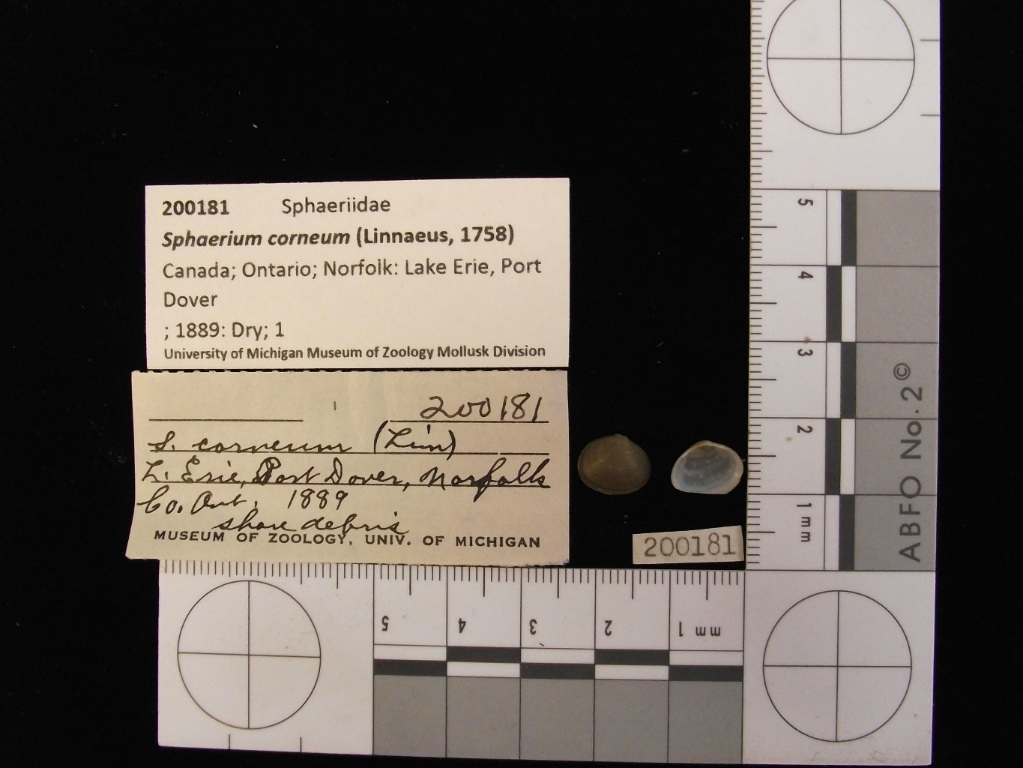 200181 Sphaeriidae
Sphaerium corneum (Linnaeus, 1758)
Canada; Ontario; Norfolk: Lake Erie, Port
Dover
; 1889: Dry; 1
University of Michigan Museum of Zoology Mollusk Division
200181
S. corneum (Lin)
L. Erie, Port Dover, Norfolk
Co. Ont. 1889
shore debris
MUSEUM OF ZOOLOGY, UNIV. OF MICHIGAN
200181
5
4
3
2
1 mm
ABFO No. 2 ©
5 4 3 2 1 mm